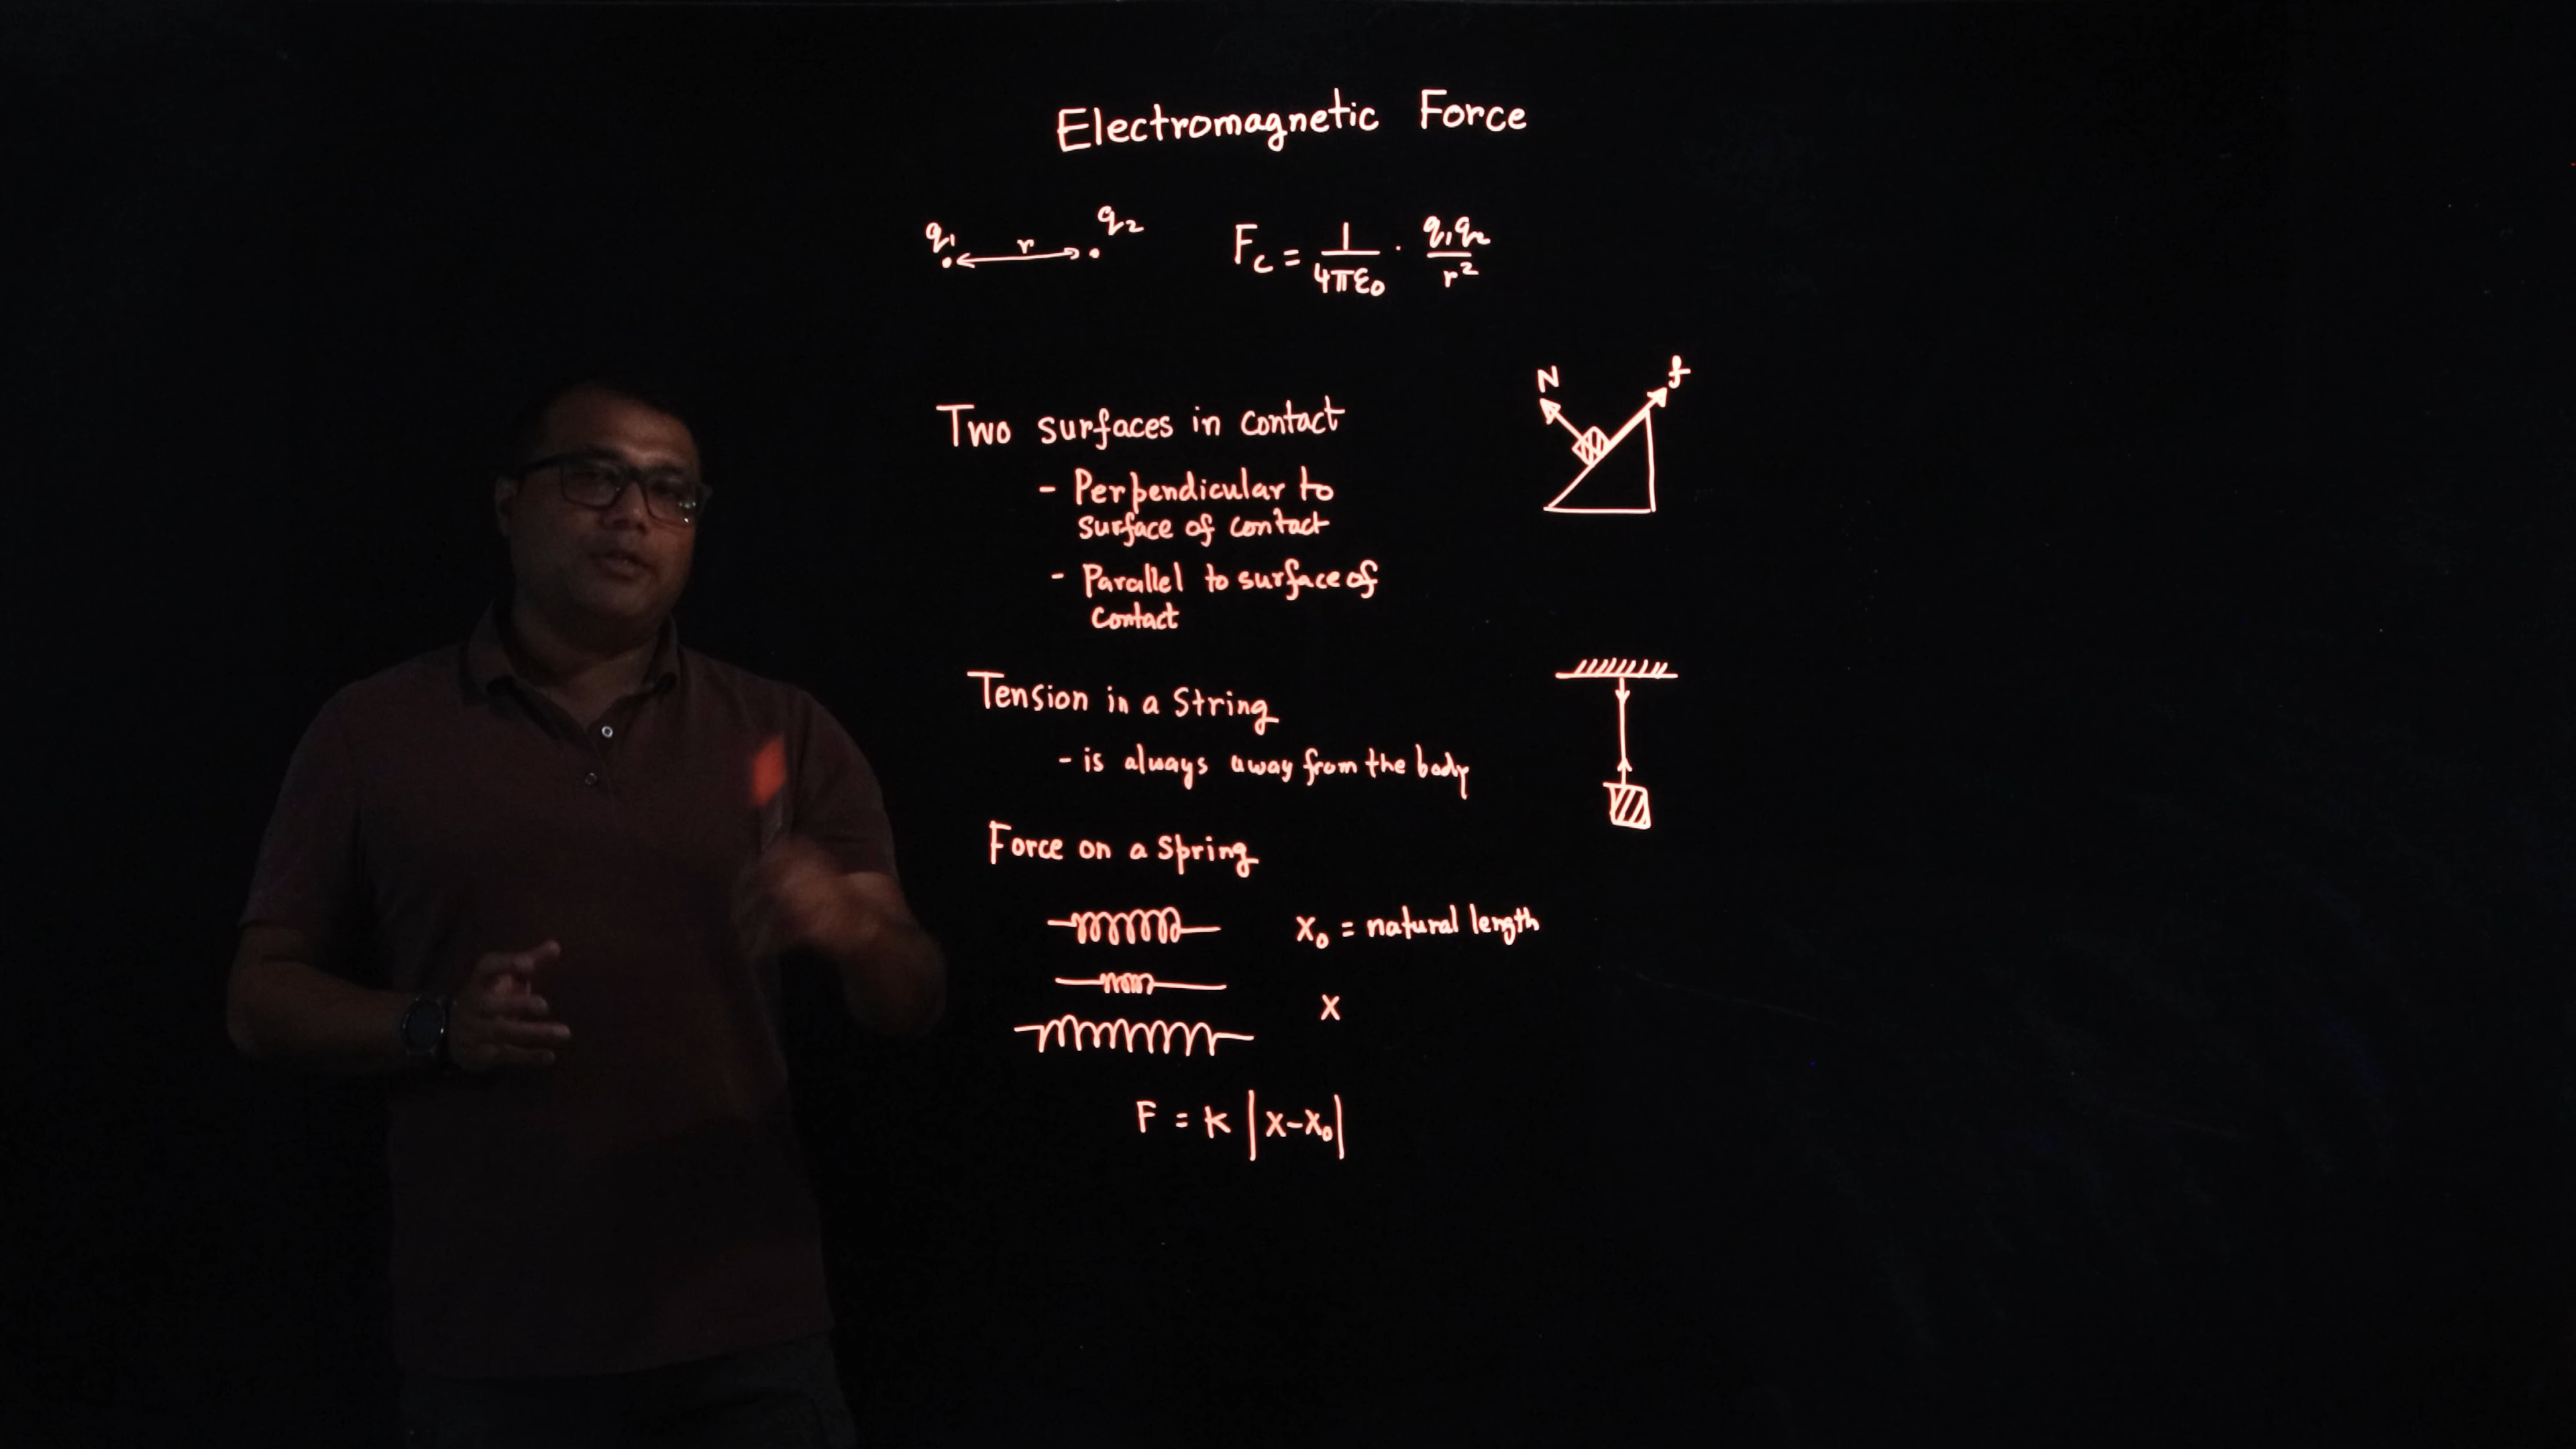 Electromagnetic Force
q₁ r q₂ F_c = 1/4πε₀ · q₁q₂/r²
N f
Two surfaces in contact
- Perpendicular to
surface of contact
- Parallel to surface of
contact
Tension in a String
- is always away from the body
Force on a Spring
x₀ = natural length
x
F = K |x-x₀|